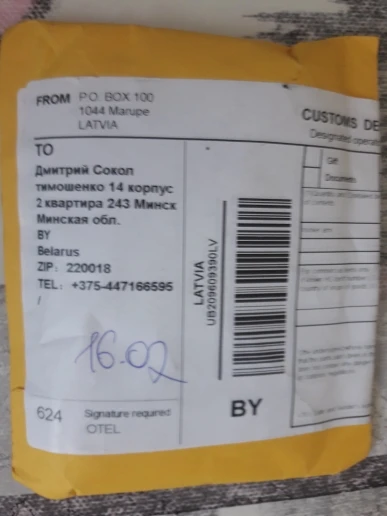 FROM P.O. BOX 100
1044 Marupe
LATVIA
TO
Дмитрий Сокол
тимошенко 14 корпус
2 квартира 243 Минск
Минская обл.
BY
Belarus
ZIP: 220018
TEL: +375-447166595
/
16.02
624 Signature required
OTEL
LATVIA
UB209609390LV
BY
CUSTOMS DE
Designated operat
Gift
Documents